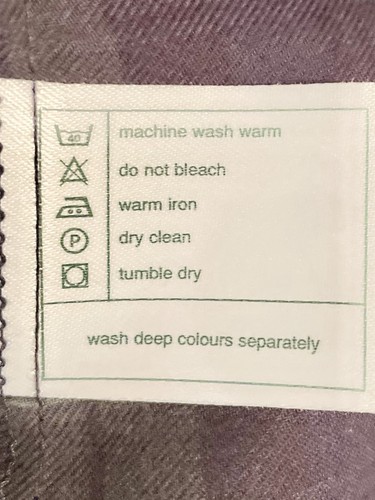 40 machine wash warm
do not bleach
warm iron
P dry clean
tumble dry
wash deep colours separately